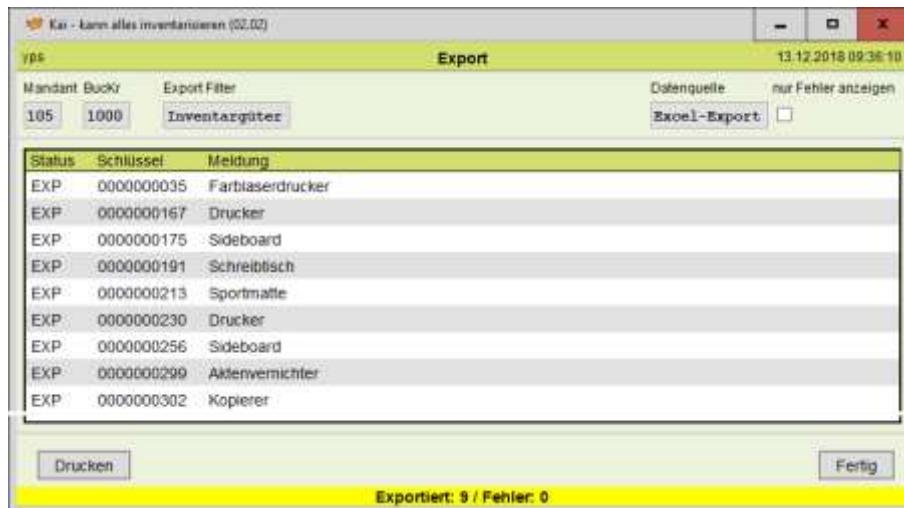 Kai - kann alles inventarisieren (02.02)
yps Export 13.12.2018 09:36:10
Mandant BucKr Export Filter Datenquelle nur Fehler anzeigen
105 1000 Inventargüter Excel-Export
Status Schlüssel Meldung
EXP 0000000035 Farblaserdrucker
EXP 0000000167 Drucker
EXP 0000000175 Sideboard
EXP 0000000191 Schreibtisch
EXP 0000000213 Sportmatte
EXP 0000000230 Drucker
EXP 0000000256 Sideboard
EXP 0000000299 Aktenvernichter
EXP 0000000302 Kopierer
Drucken Fertig
Exportiert: 9 / Fehler: 0